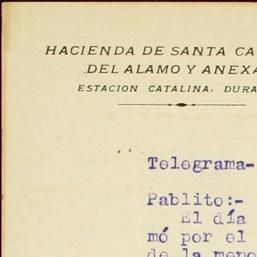 HACIENDA DE SANTA CA
DEL ALAMO Y ANEXA
ESTACION CATALINA. DURA
Telegrama-
Pablito:-
El día
mó por el
de la meno